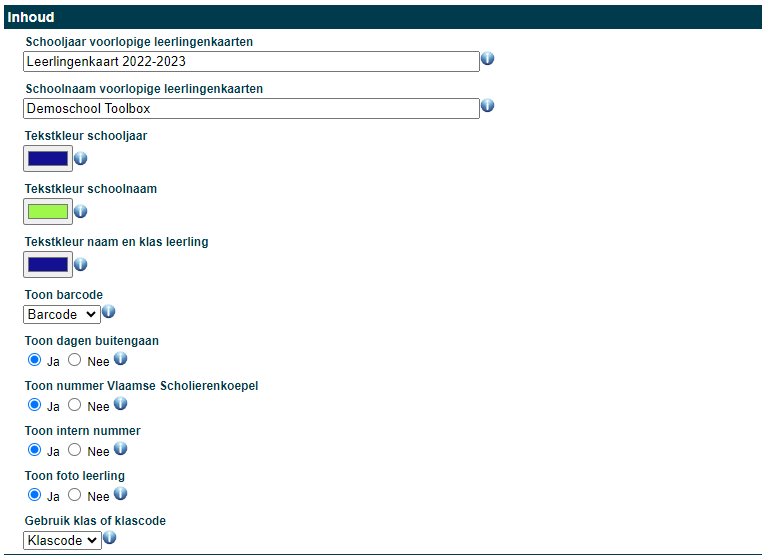 Inhoud
Schooljaar voorlopige leerlingenkaarten
Leerlingenkaart 2022-2023
Schoolnaam voorlopige leerlingenkaarten
Demoschool Toolbox
Tekstkleur schooljaar
Tekstkleur schoolnaam
Tekstkleur naam en klas leerling
Toon barcode
Barcode
Toon dagen buitengaan
Ja Nee
Toon nummer Vlaamse Scholierenkoepel
Ja Nee
Toon intern nummer
Ja Nee
Toon foto leerling
Ja Nee
Gebruik klas of klascode
Klascode